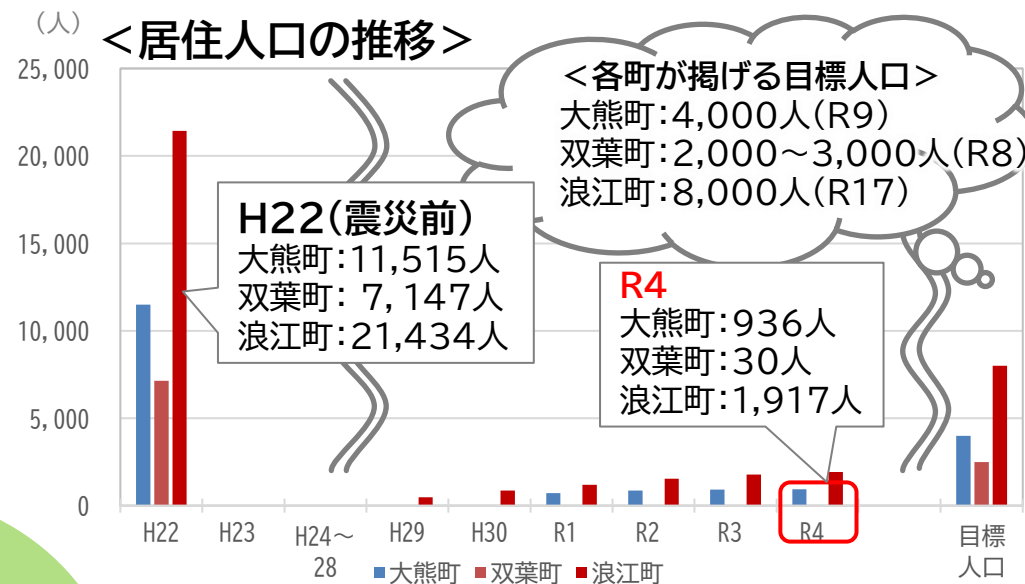 (人)
<居住人口の推移>
25,000
20,000
15,000
10,000
5,000
0
<各町が掲げる目標人口>
大熊町:4,000人(R9)
双葉町:2,000～3,000人(R8)
浪江町:8,000人(R17)
H22(震災前)
大熊町:11,515人
双葉町: 7,147人
浪江町:21,434人
R4
大熊町:936人
双葉町:30人
浪江町:1,917人
H22
H23
H24～
28
H29
H30
R1
R2
R3
R4
目標
人口
大熊町 双葉町 浪江町